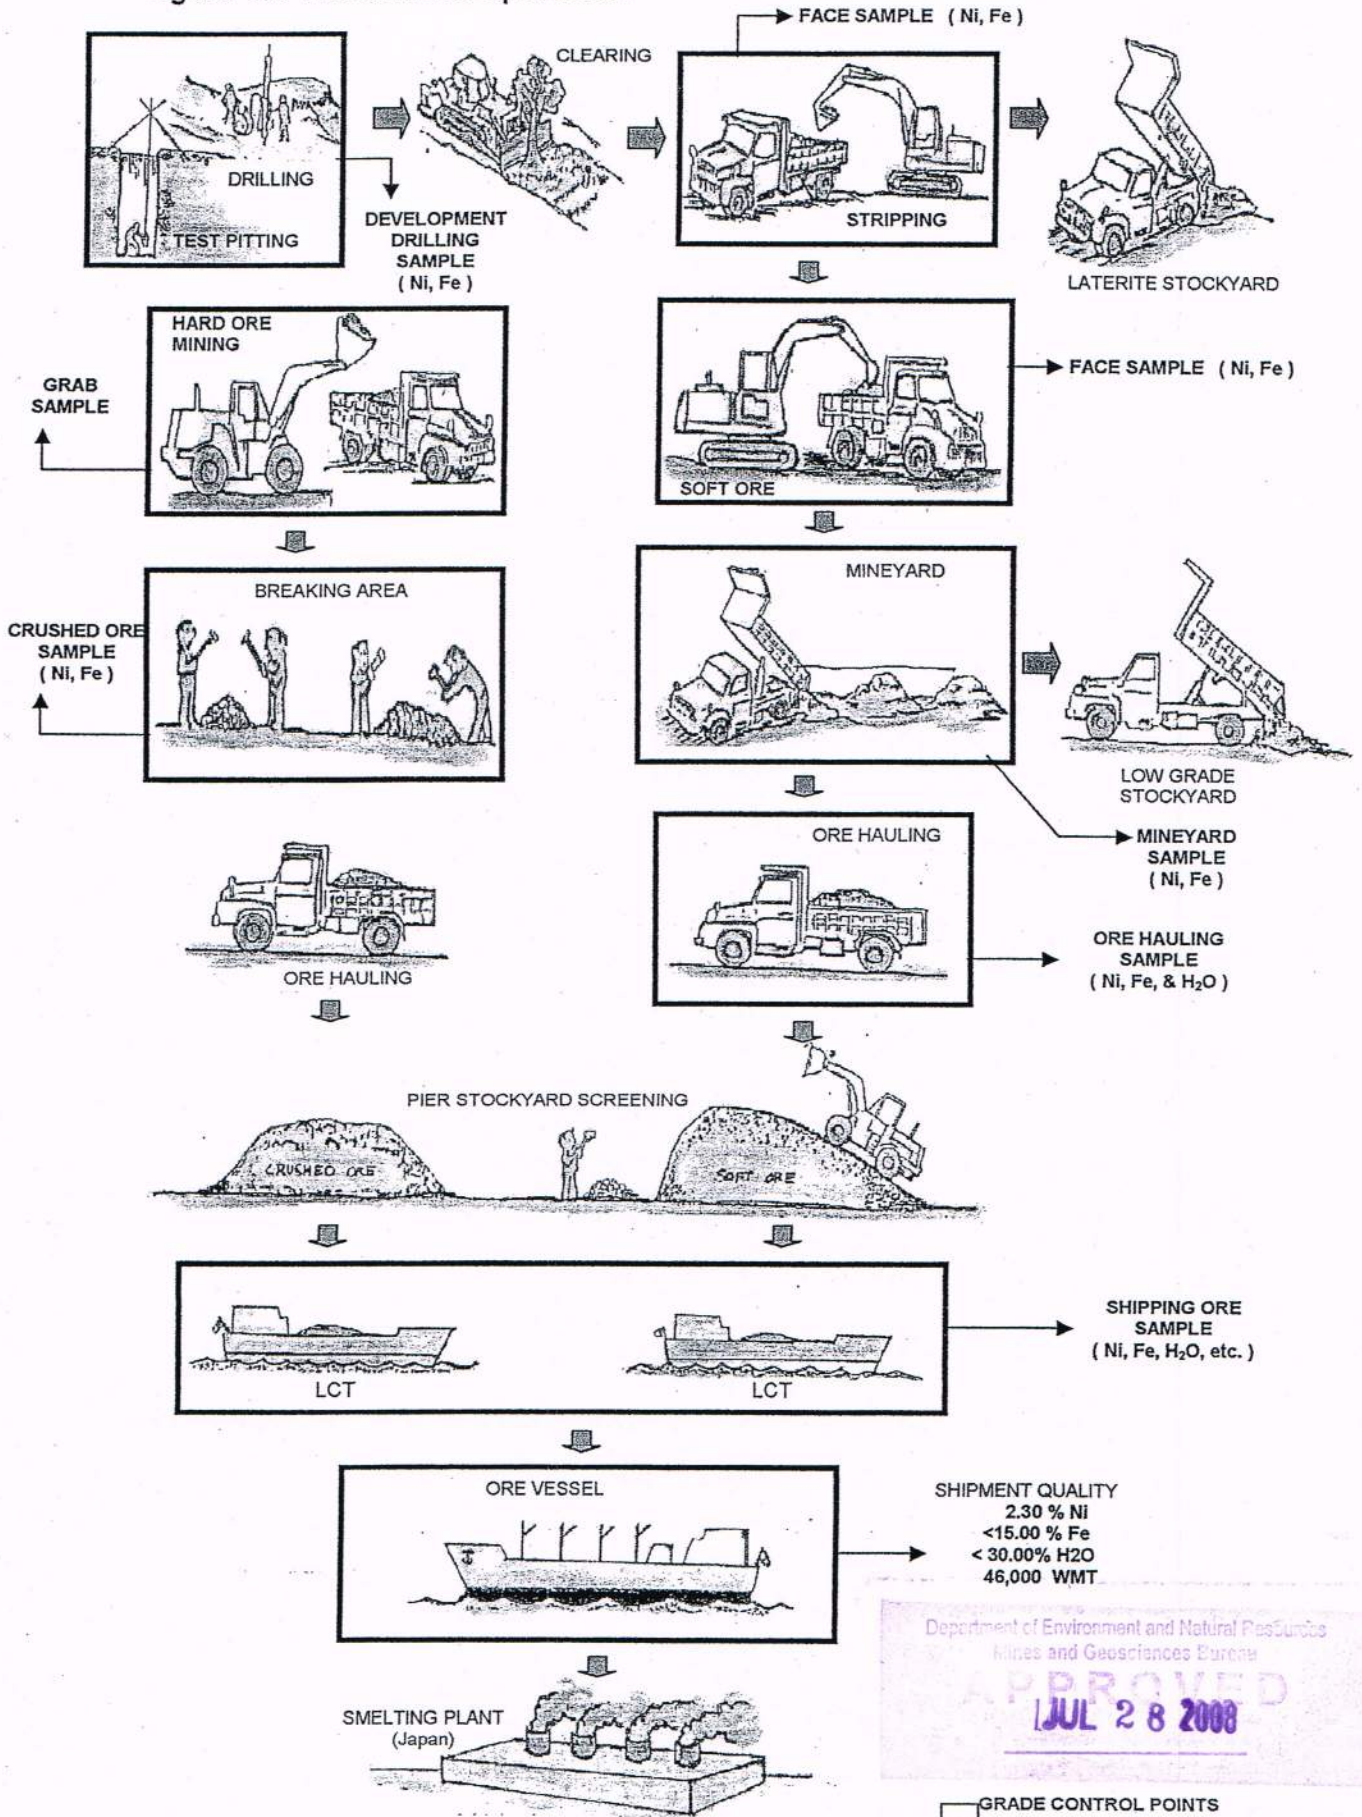 FACE SAMPLE ( Ni, Fe )
CLEARING
DRILLING
TEST PITTING
DEVELOPMENT
DRILLING
SAMPLE
( Ni, Fe )
STRIPPING
LATERITE STOCKYARD
HARD ORE
MINING
GRAB
SAMPLE
SOFT ORE
FACE SAMPLE ( Ni, Fe )
BREAKING AREA
CRUSHED ORE
SAMPLE
( Ni, Fe )
MINEYARD
LOW GRADE
STOCKYARD
MINEYARD
SAMPLE
( Ni, Fe )
ORE HAULING
ORE HAULING
ORE HAULING
SAMPLE
( Ni, Fe, & H₂O )
PIER STOCKYARD SCREENING
CRUSHED ORE
SOFT ORE
LCT
LCT
SHIPPING ORE
SAMPLE
( Ni, Fe, H₂O, etc. )
ORE VESSEL
SHIPMENT QUALITY
2.30 % Ni
<15.00 % Fe
< 30.00% H2O
46,000 WMT
Department of Environment and Natural Resources
Mines and Geosciences Bureau
APPROVED
JUL 28 2008
SMELTING PLANT
(Japan)
GRADE CONTROL POINTS